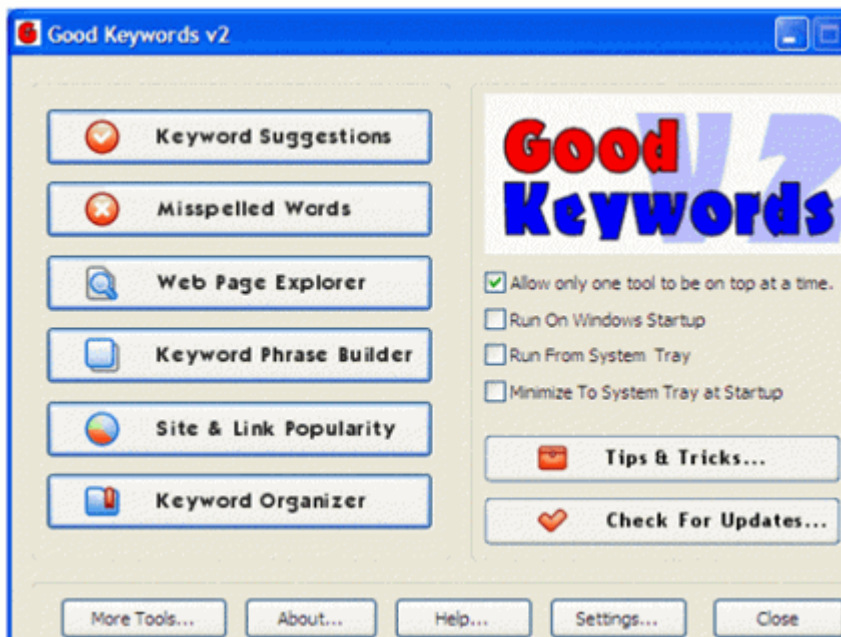 Good Keywords v2
Keyword Suggestions
Misspelled Words
Web Page Explorer
Keyword Phrase Builder
Site & Link Popularity
Keyword Organizer
V2
Good
Keywords
Allow only one tool to be on top at a time.
Run On Windows Startup
Run From System Tray
Minimize To System Tray at Startup
Tips & Tricks...
Check For Updates...
More Tools... About... Help... Settings... Close